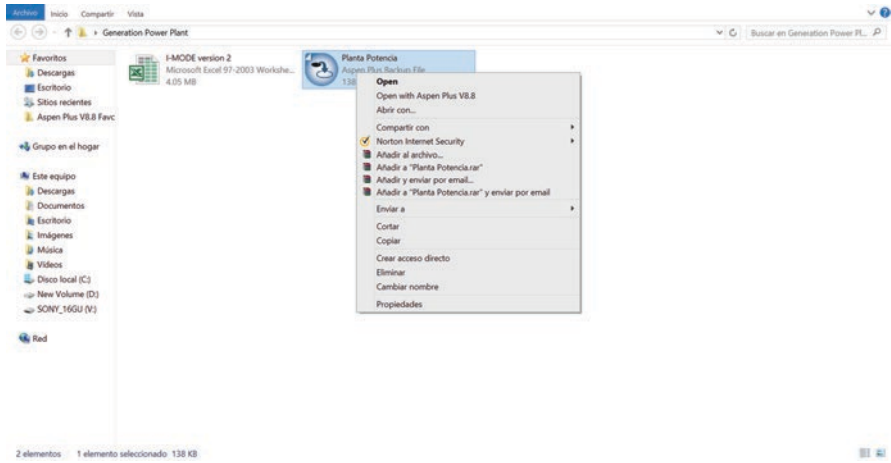 Archivo Inicio Compartir Vista
Generation Power Plant
Buscar en Generation Power Pl...
Favoritos
Descargas
Escritorio
Sitios recientes
Aspen Plus V8.8 Favc
Grupo en el hogar
Este equipo
Descargas
Documentos
Escritorio
Imágenes
Música
Vídeos
Disco local (C:)
New Volume (D:)
SONY_16GU (V:)
Red
I-MODE version 2
Microsoft Excel 97-2003 Workshe...
4.05 MB
Planta Potencia
Aspen Plus Backup File
138
Open
Open with Aspen Plus V8.8
Abrir con...
Compartir con
Norton Internet Security
Añadir al archivo...
Añadir a "Planta Potencia.rar"
Añadir y enviar por email...
Añadir a "Planta Potencia.rar" y enviar por email
Enviar a
Cortar
Copiar
Crear acceso directo
Eliminar
Cambiar nombre
Propiedades
2 elementos 1 elemento seleccionado 138 KB